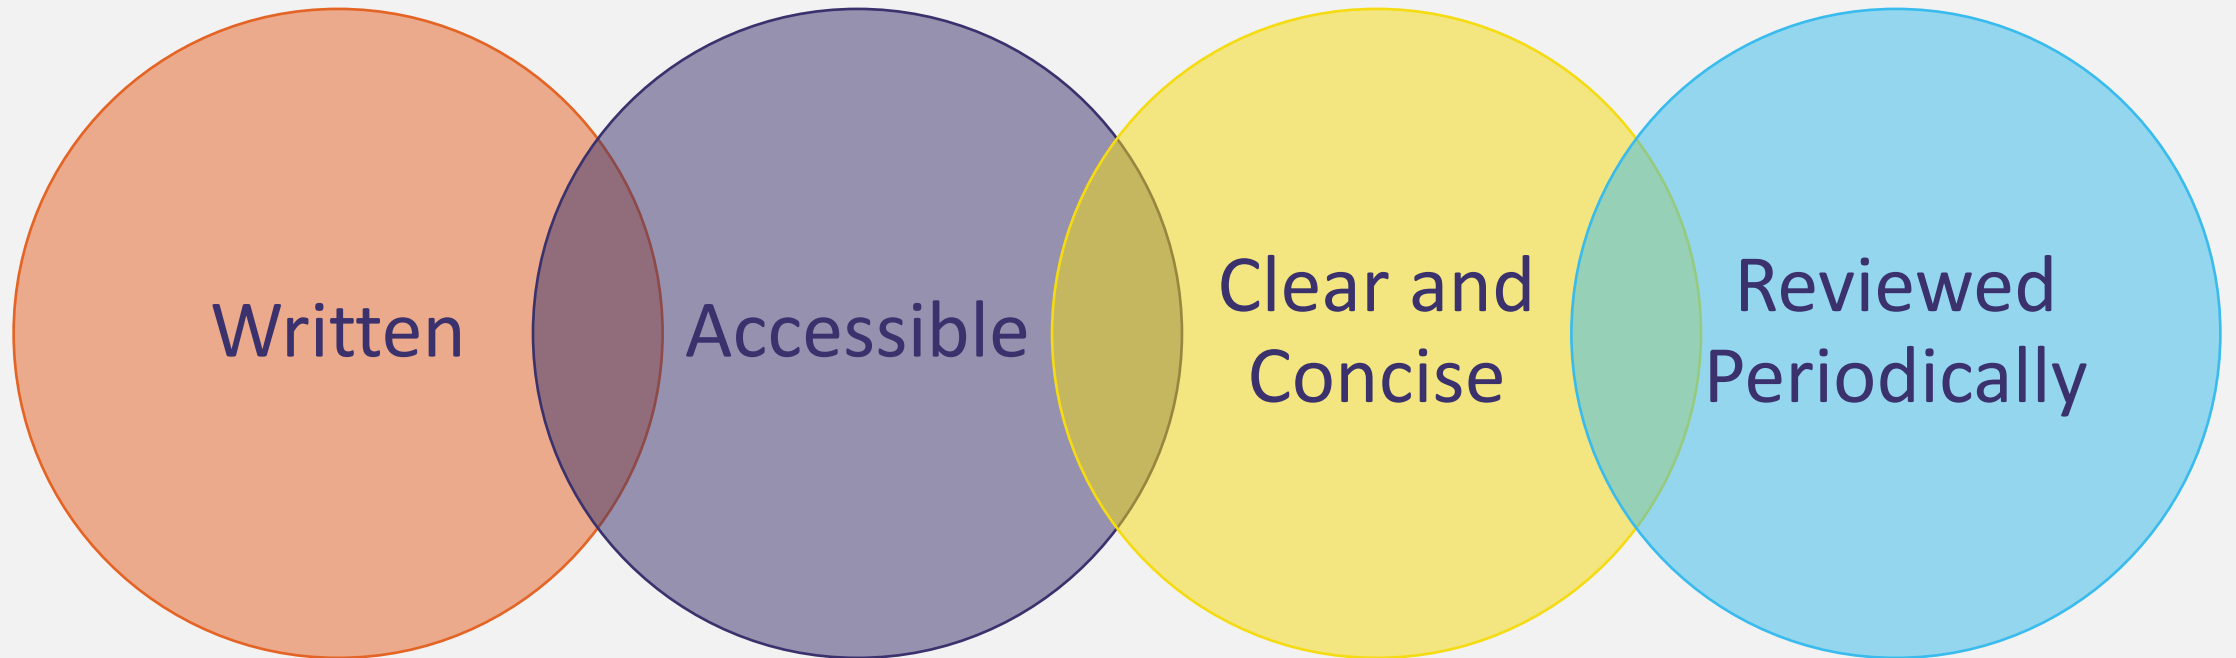 Written
Accessible
Clear and
Concise
Reviewed
Periodically